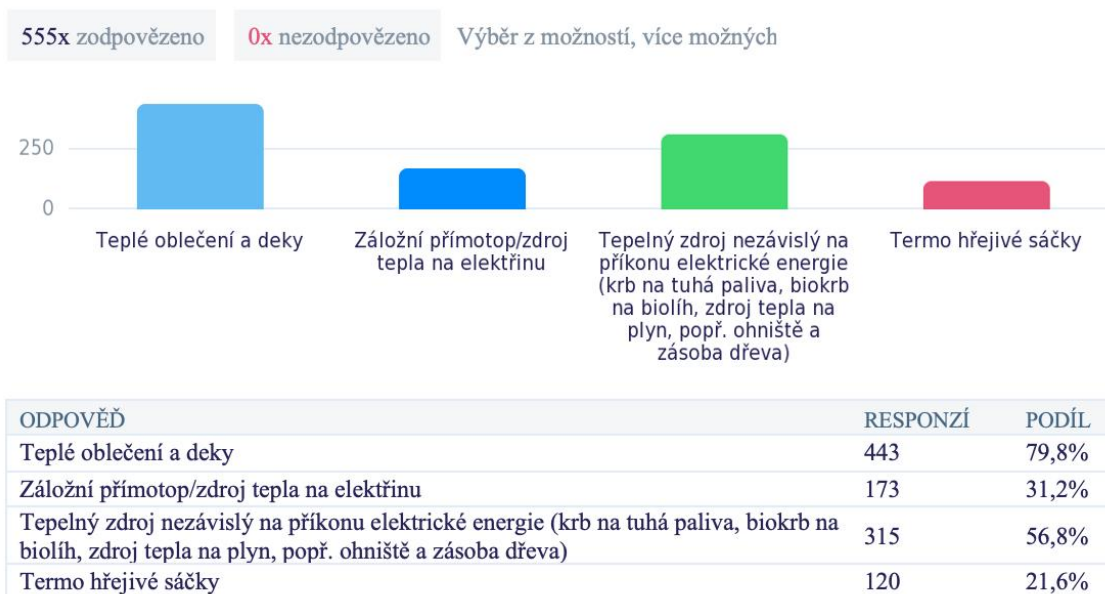 555x zodpovězeno 0x nezodpovězeno Výběr z možností, více možných
250
0
Teplé oblečení a deky
Záložní přímotop/zdroj
tepla na elektřinu
Tepelný zdroj nezávislý na
příkonu elektrické energie
(krb na tuhá paliva, biokrb
na biolíh, zdroj tepla na
plyn, popř. ohniště a
zásoba dřeva)
Termo hřejivé sáčky
ODPOVĚĎ RESPONZÍ PODÍL
Teplé oblečení a deky 443 79,8%
Záložní přímotop/zdroj tepla na elektřinu 173 31,2%
Tepelný zdroj nezávislý na příkonu elektrické energie (krb na tuhá paliva, biokrb na
biolíh, zdroj tepla na plyn, popř. ohniště a zásoba dřeva) 315 56,8%
Termo hřejivé sáčky 120 21,6%